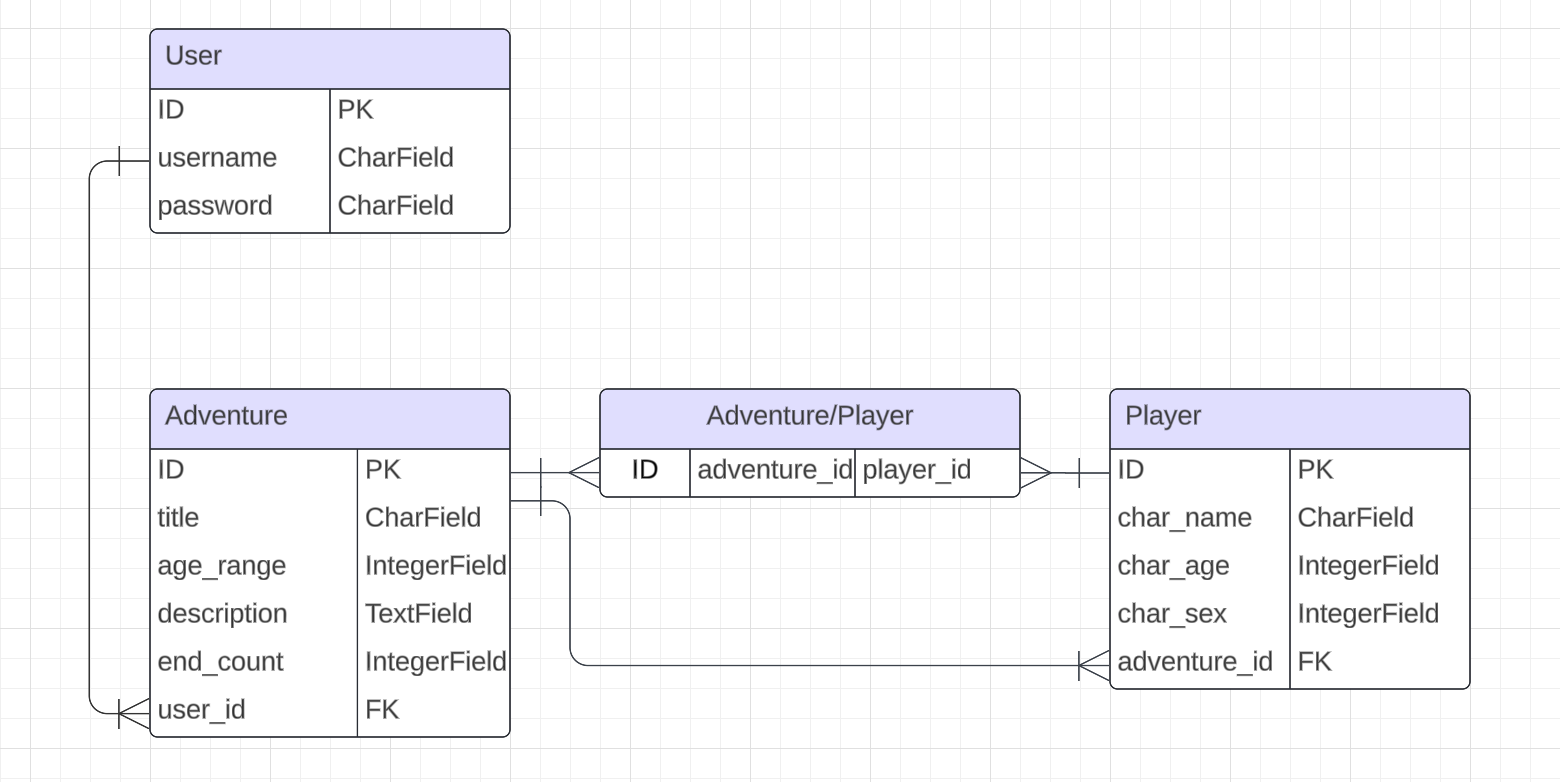 User
ID PK
username CharField
password CharField
Adventure
ID PK
title CharField
age_range IntegerField
description TextField
end_count IntegerField
user_id FK
Adventure/Player
ID adventure_id player_id
Player
ID PK
char_name CharField
char_age IntegerField
char_sex IntegerField
adventure_id FK